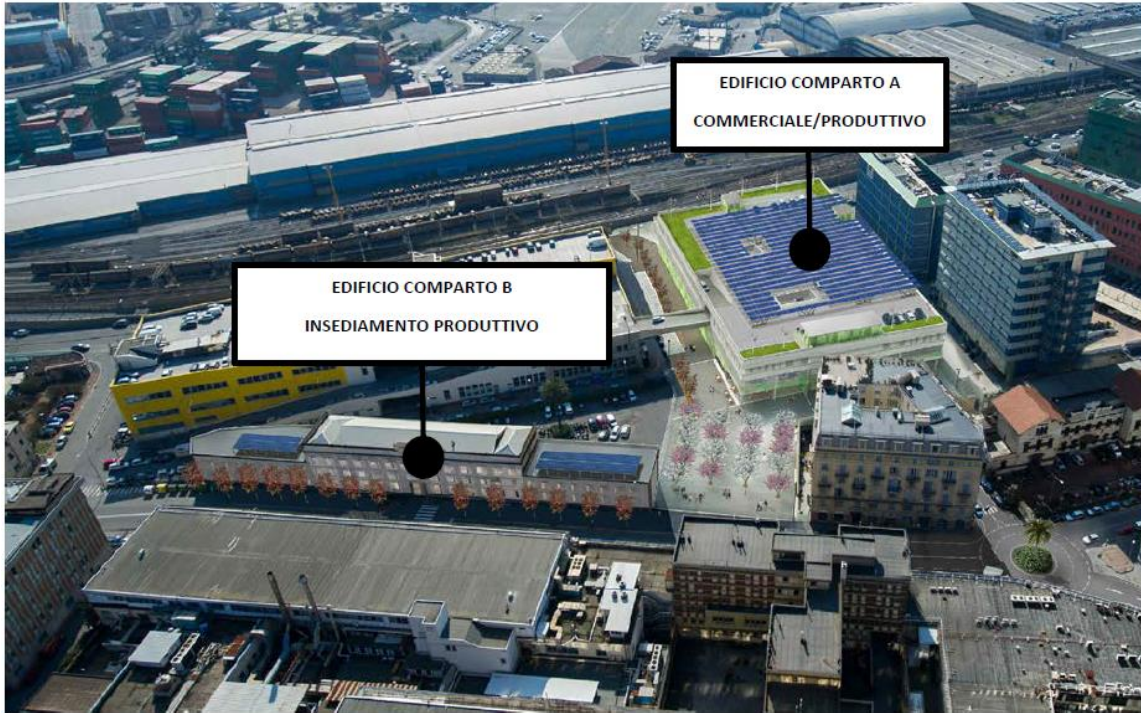 EDIFICIO COMPARTO A
COMMERCIALE/PRODUTTIVO
EDIFICIO COMPARTO B
INSEDIAMENTO PRODUTTIVO